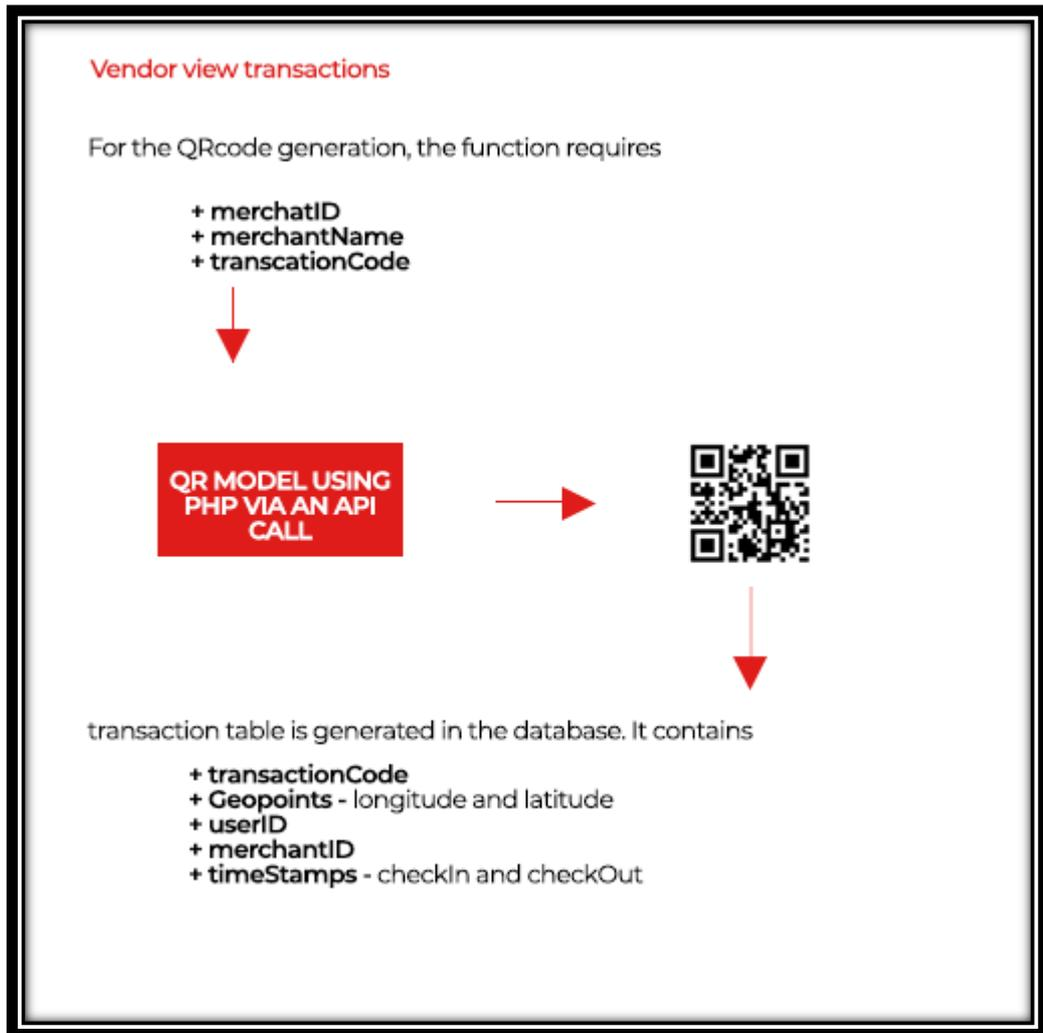 Vendor view transactions
For the QRcode generation, the function requires
+ merchatID
+ merchantName
+ transcationCode
QR MODEL USING
PHP VIA AN API
CALL
transaction table is generated in the database. It contains
+ transactionCode
+ Geopoints - longitude and latitude
+ userID
+ merchantID
+ timeStamps - checkIn and checkOut